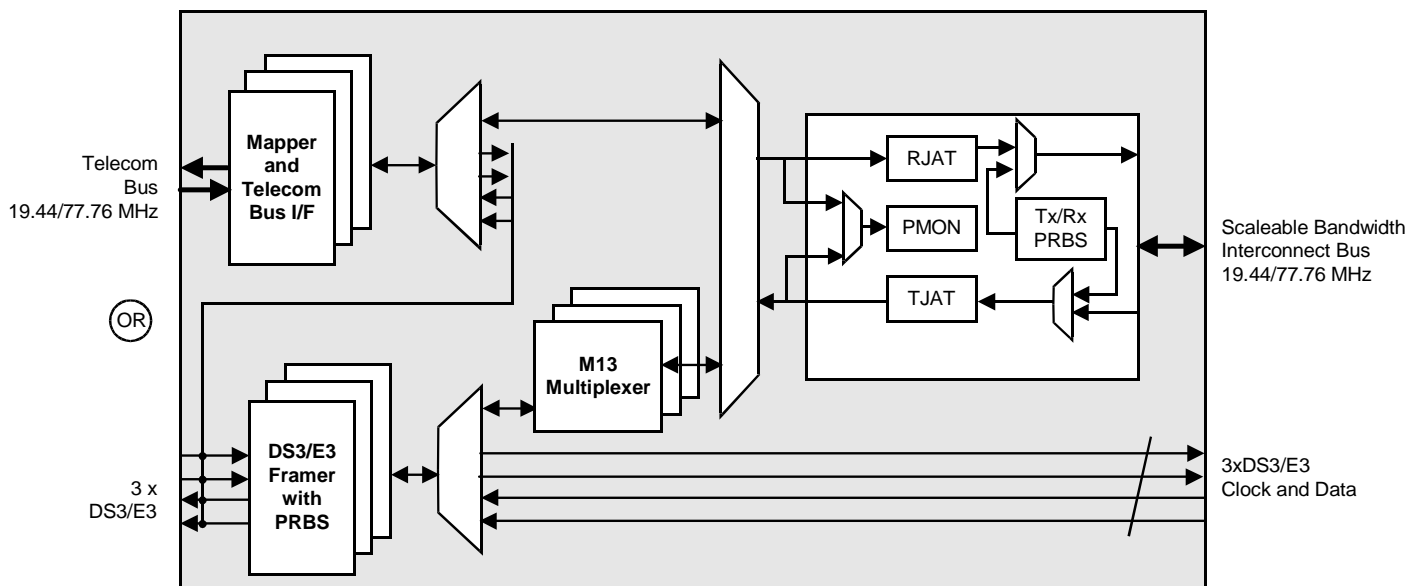 Mapper
and
Telecom
Bus I/F
Telecom
Bus
19.44/77.76 MHz
RJAT
PMON
Tx/Rx
PRBS
TJAT
Scaleable Bandwidth
Interconnect Bus
19.44/77.76 MHz
OR
M13
Multiplexer
DS3/E3
Framer
with
PRBS
3 x
DS3/E3
3xDS3/E3
Clock and Data